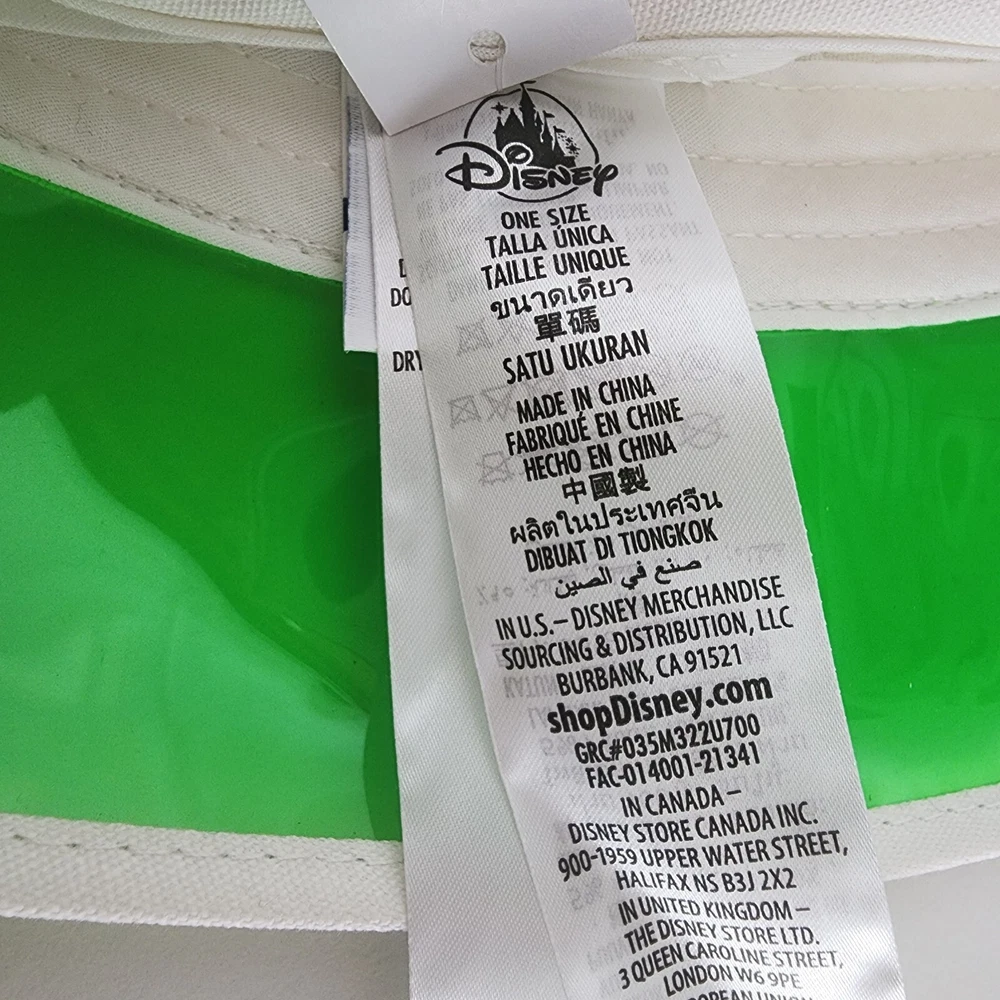 Disney
ONE SIZE
TALLA ÚNICA
TAILLE UNIQUE
ขนาดเดียว
單碼
SATU UKURAN
MADE IN CHINA
FABRIQUÉ EN CHINE
HECHO EN CHINA
中國製
ผลิตในประเทศจีน
DIBUAT DI TIONGKOK
صنع في الصين
IN U.S.– DISNEY MERCHANDISE
SOURCING & DISTRIBUTION, LLC
BURBANK, CA 91521
shopDisney.com
GRC#035M322U700
FAC-014001-21341
IN CANADA –
DISNEY STORE CANADA INC.
900-1959 UPPER WATER STREET,
HALIFAX NS B3J 2X2
IN UNITED KINGDOM –
THE DISNEY STORE LTD.
3 QUEEN CAROLINE STREET,
LONDON W6 9PE
DO
DRY